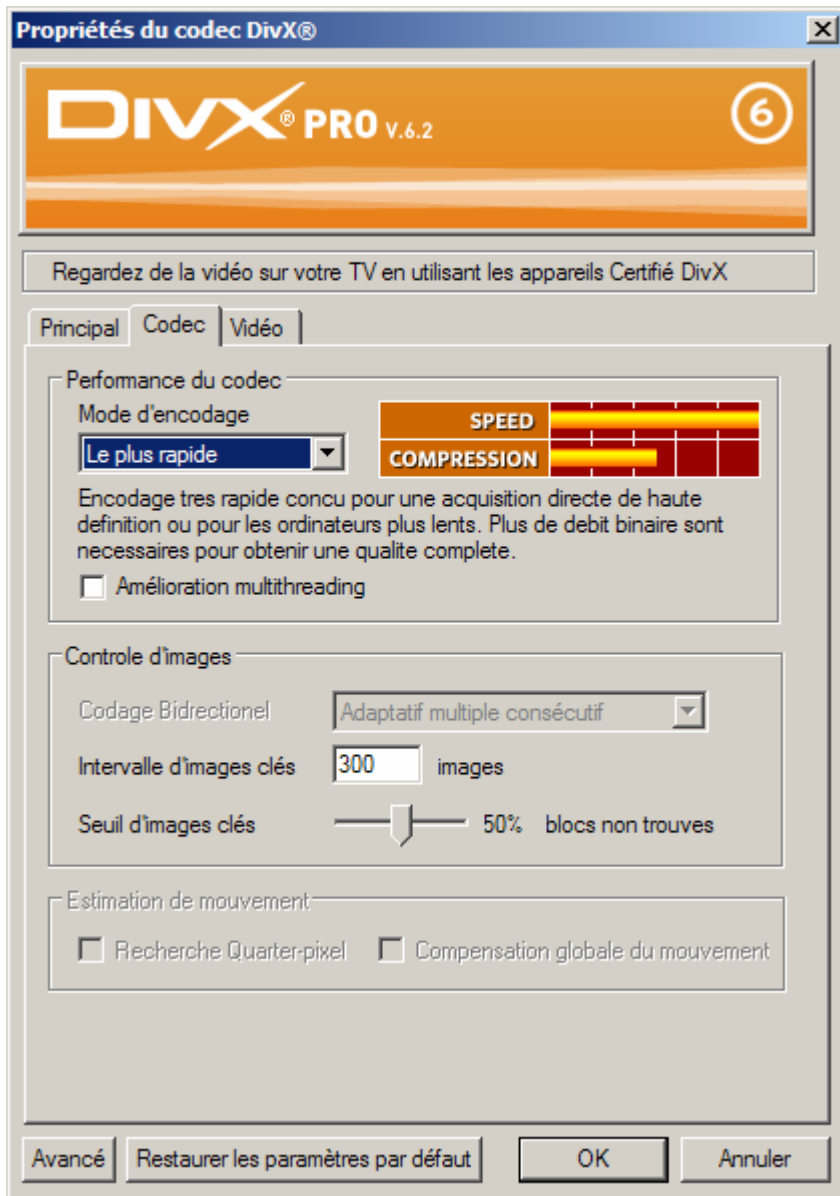 Propriétés du codec DivX®
DIVX® PRO V.6.2
6
Regardez de la vidéo sur votre TV en utilisant les appareils Certifié DivX
Principal Codec Vidéo
Performance du codec
Mode d'encodage
Le plus rapide
SPEED
COMPRESSION
Encodage tres rapide concu pour une acquisition directe de haute
definition ou pour les ordinateurs plus lents. Plus de debit binaire sont
necessaires pour obtenir une qualite complete.
Amélioration multithreading
Controle d'images
Codage Bidrectionel Adaptatif multiple consécutif
Intervalle d'images clés 300 images
Seuil d'images clés 50% blocs non trouves
Estimation de mouvement
Recherche Quarter-pixel Compensation globale du mouvement
Avancé Restaurer les paramètres par défaut OK Annuler